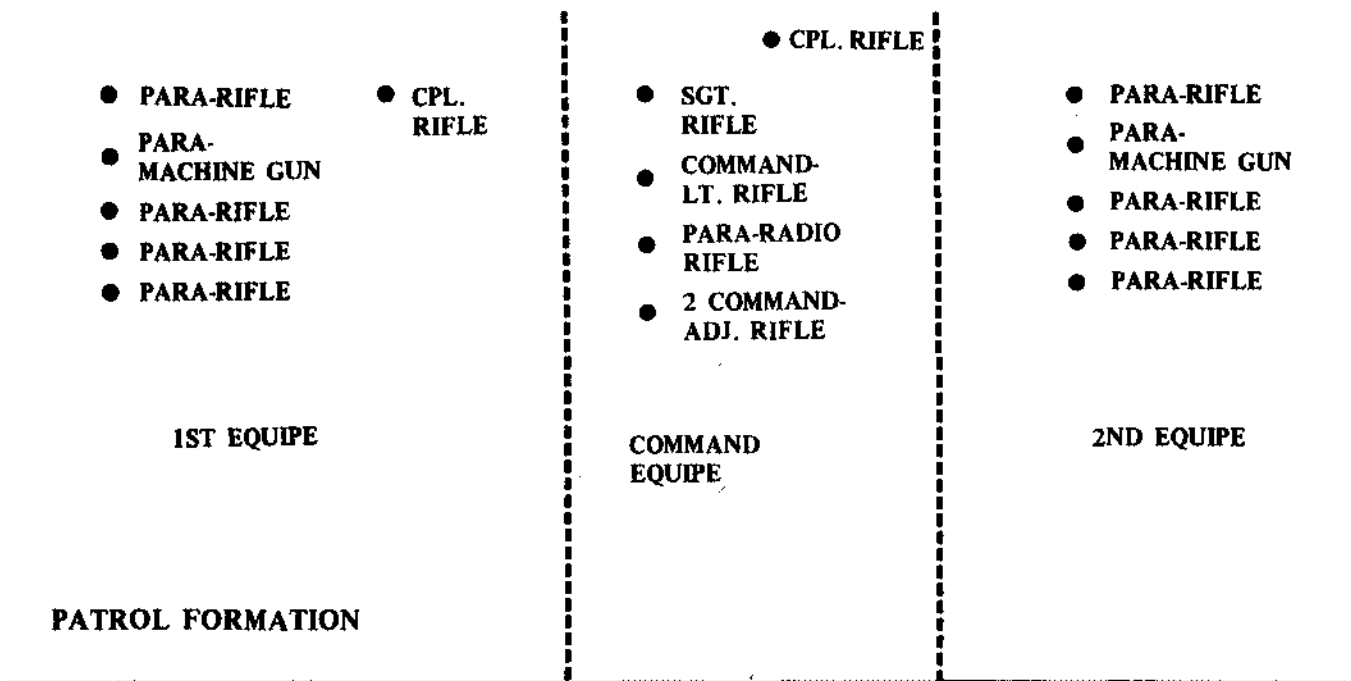 PARA-RIFLE
PARA-
MACHINE GUN
PARA-RIFLE
PARA-RIFLE
PARA-RIFLE
CPL.
RIFLE
1ST EQUIPE
CPL. RIFLE
SGT.
RIFLE
COMMAND-
LT. RIFLE
PARA-RADIO
RIFLE
2 COMMAND-
ADJ. RIFLE
COMMAND
EQUIPE
PARA-RIFLE
PARA-
MACHINE GUN
PARA-RIFLE
PARA-RIFLE
PARA-RIFLE
2ND EQUIPE
PATROL FORMATION